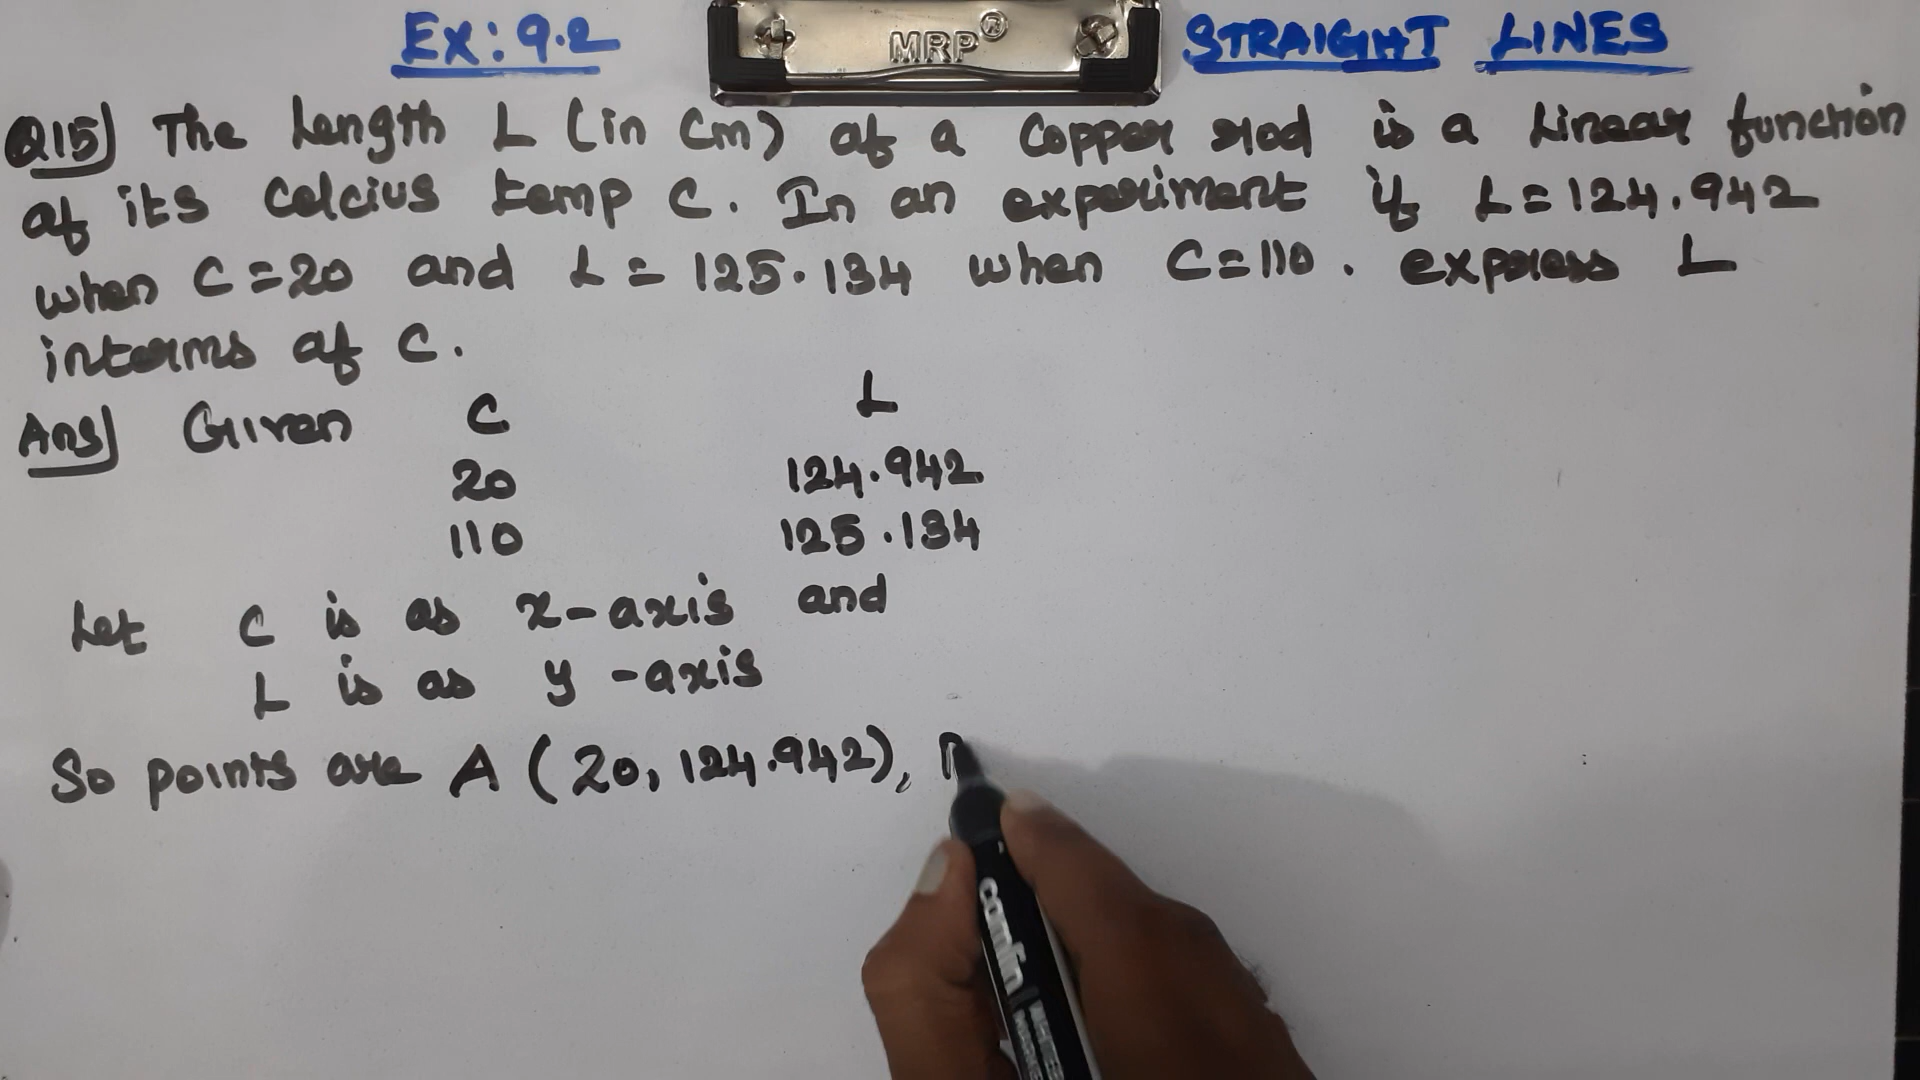 EX: 9.2 MRP® STRAIGHT LINES
Q15] The Length L (in Cm) of a Copper rod is a Linear function
of its Celcius temp C. In an experiment if L = 124.942
when C = 20 and L = 125.134 when C = 110. express L
interms of C.
Ans] Given C L
20 124.942
110 125.134
Let C is as x-axis and
L is as y-axis
So points are A (20, 124.942),
camlin